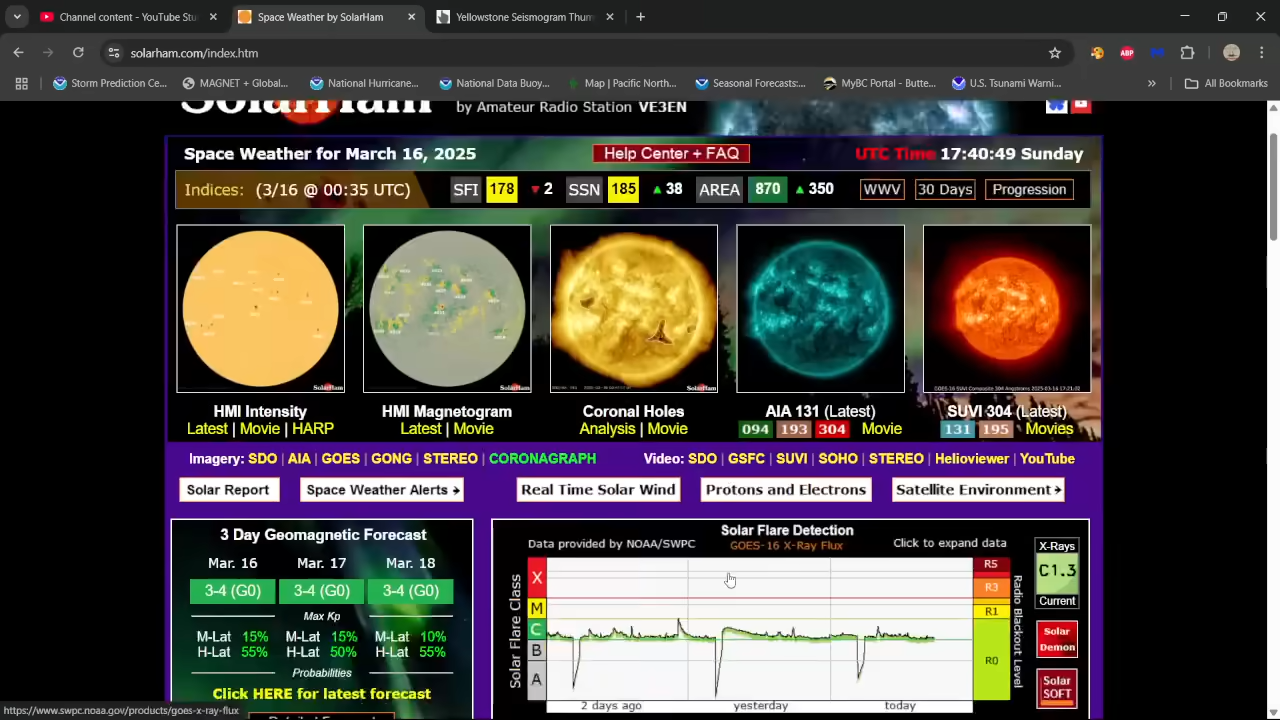 Channel content - YouTube Stu
Space Weather by SolarHam
Yellowstone Seismogram Thum
solarham.com/index.htm
Storm Prediction Ce...
MAGNET + Global...
National Hurricane...
National Data Buoy...
Map | Pacific North...
Seasonal Forecasts:...
MyBC Portal - Butte...
U.S. Tsunami Warni...
All Bookmarks
SolarHam
by Amateur Radio Station VE3EN
Space Weather for March 16, 2025
Help Center + FAQ
UTC Time 17:40:49 Sunday
Indices: (3/16 @ 00:35 UTC) SFI 178 ▼ 2 SSN 185 ▲ 38 AREA 870 ▲ 350 WWV 30 Days Progression
HMI Intensity
Latest | Movie | HARP
HMI Magnetogram
Latest | Movie
Coronal Holes
Analysis | Movie
AIA 131 (Latest)
094 193 304 Movie
SUVI 304 (Latest)
131 195 Movies
Imagery: SDO | AIA | GOES | GONG | STEREO | CORONAGRAPH
Video: SDO | GSFC | SUVI | SOHO | STEREO | Helioviewer | YouTube
Solar Report
Space Weather Alerts →
Real Time Solar Wind
Protons and Electrons
Satellite Environment →
3 Day Geomagnetic Forecast
Mar. 16 Mar. 17 Mar. 18
3-4 (G0) 3-4 (G0) 3-4 (G0)
Max Kp
M-Lat 15% M-Lat 15% M-Lat 10%
H-Lat 55% H-Lat 50% H-Lat 55%
Probabilities
Click HERE for latest forecast
Solar Flare Detection
Data provided by NOAA/SWPC
GOES-16 X-Ray Flux
Click to expand data
Solar Flare Class
X
M
C
B
A
R5
R3
R1
R0
Radio Blackout Level
2 days ago yesterday today
X-Rays
C1.3
Current
Solar
Demon
Solar
SOFT
https://www.swpc.noaa.gov/products/goes-x-ray-flux